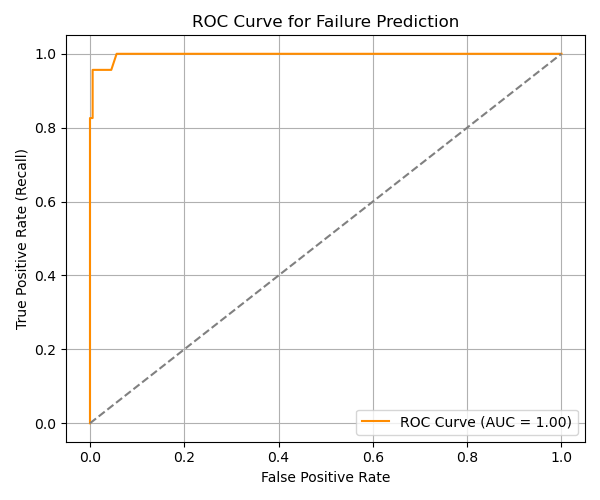 ROC Curve for Failure Prediction
1.0
0.8
0.6
0.4
0.2
0.0
True Positive Rate (Recall)
ROC Curve (AUC = 1.00)
0.0 0.2 0.4 0.6 0.8 1.0
False Positive Rate